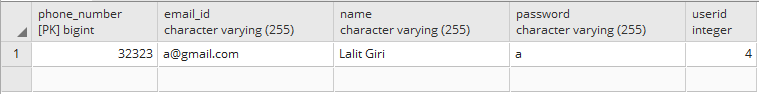 phone_number email_id name password userid
[PK] bigint character varying (255) character varying (255) character varying (255) integer
1 32323 a@gmail.com Lalit Giri a 4